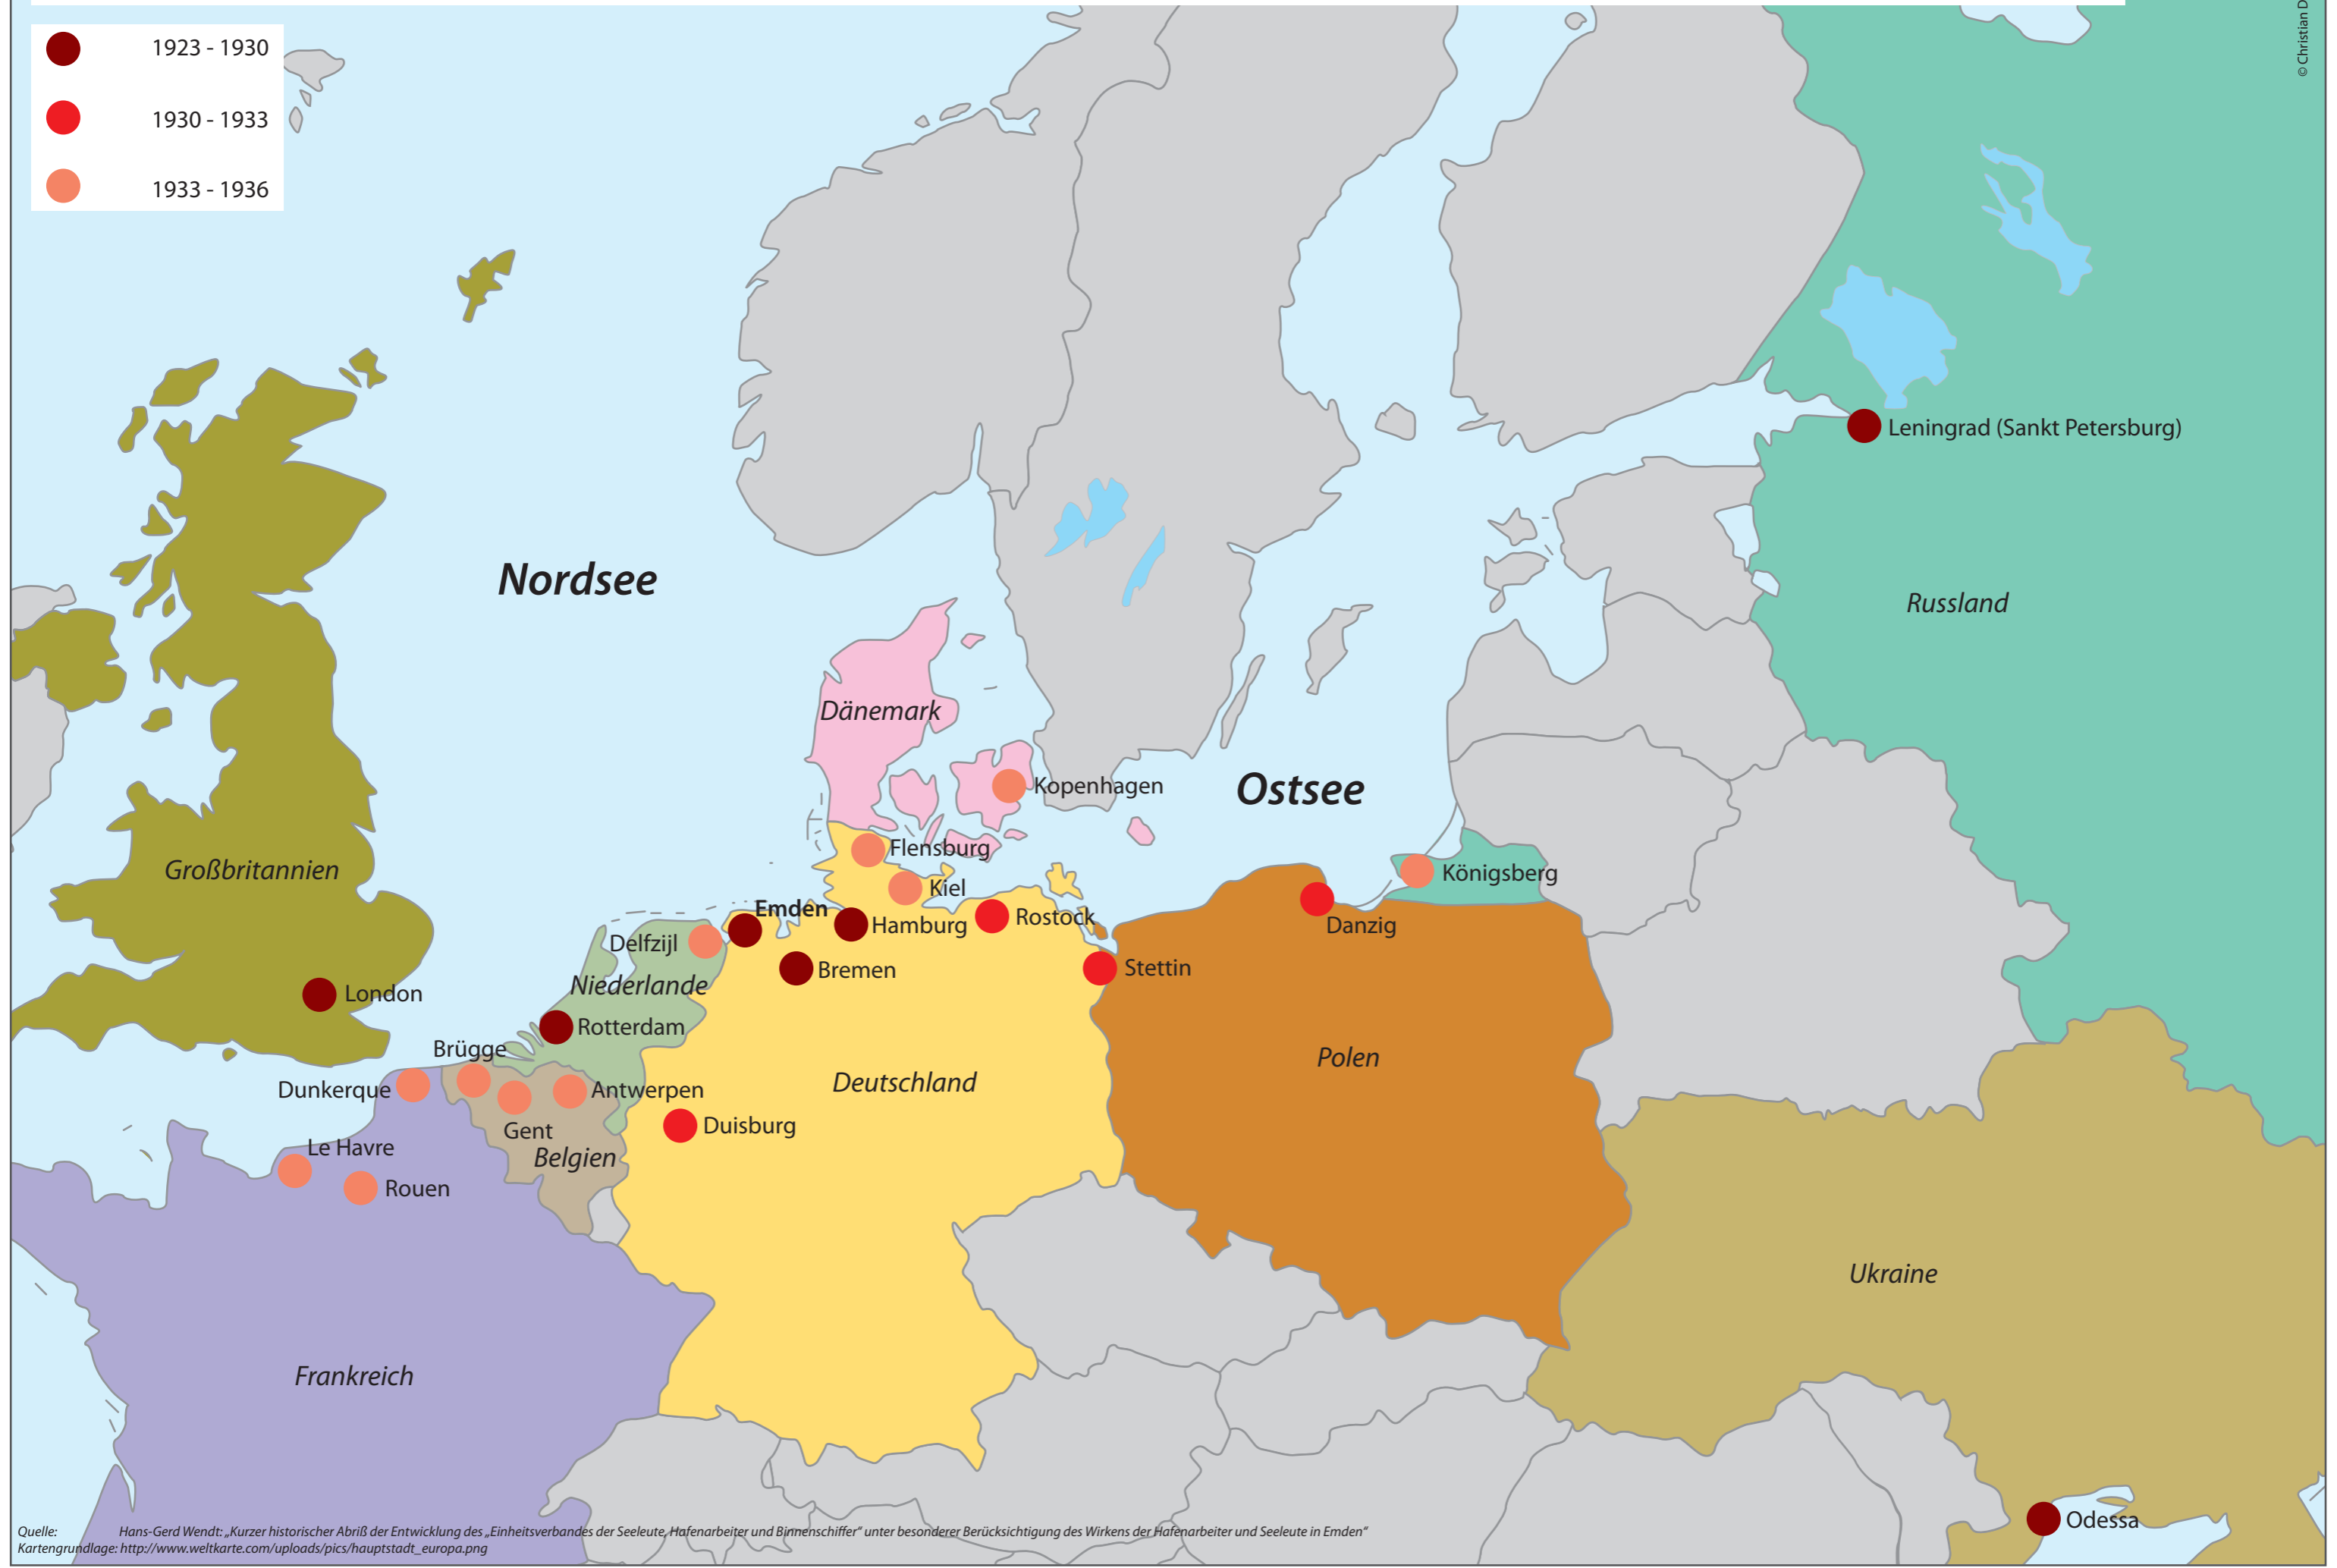 1923 - 1930
1930 - 1933
1933 - 1936
© Christian D
Leningrad (Sankt Petersburg)
Nordsee
Russland
Dänemark
Kopenhagen
Ostsee
Flensburg
Großbritannien
Königsberg
Kiel
Emden
Rostock
Hamburg
Danzig
Delfzijl
Bremen
Stettin
Niederlande
London
Rotterdam
Brügge
Polen
Deutschland
Dunkerque
Antwerpen
Duisburg
Gent
Le Havre
Belgien
Rouen
Ukraine
Frankreich
Odessa
Quelle: Hans-Gerd Wendt: „Kurzer historischer Abriß der Entwicklung des „Einheitsverbandes der Seeleute, Hafenarbeiter und Binnenschiffer“ unter besonderer Berücksichtigung des Wirkens der Hafenarbeiter und Seeleute in Emden“
Kartengrundlage: http://www.weltkarte.com/uploads/pics/hauptstadt_europa.png